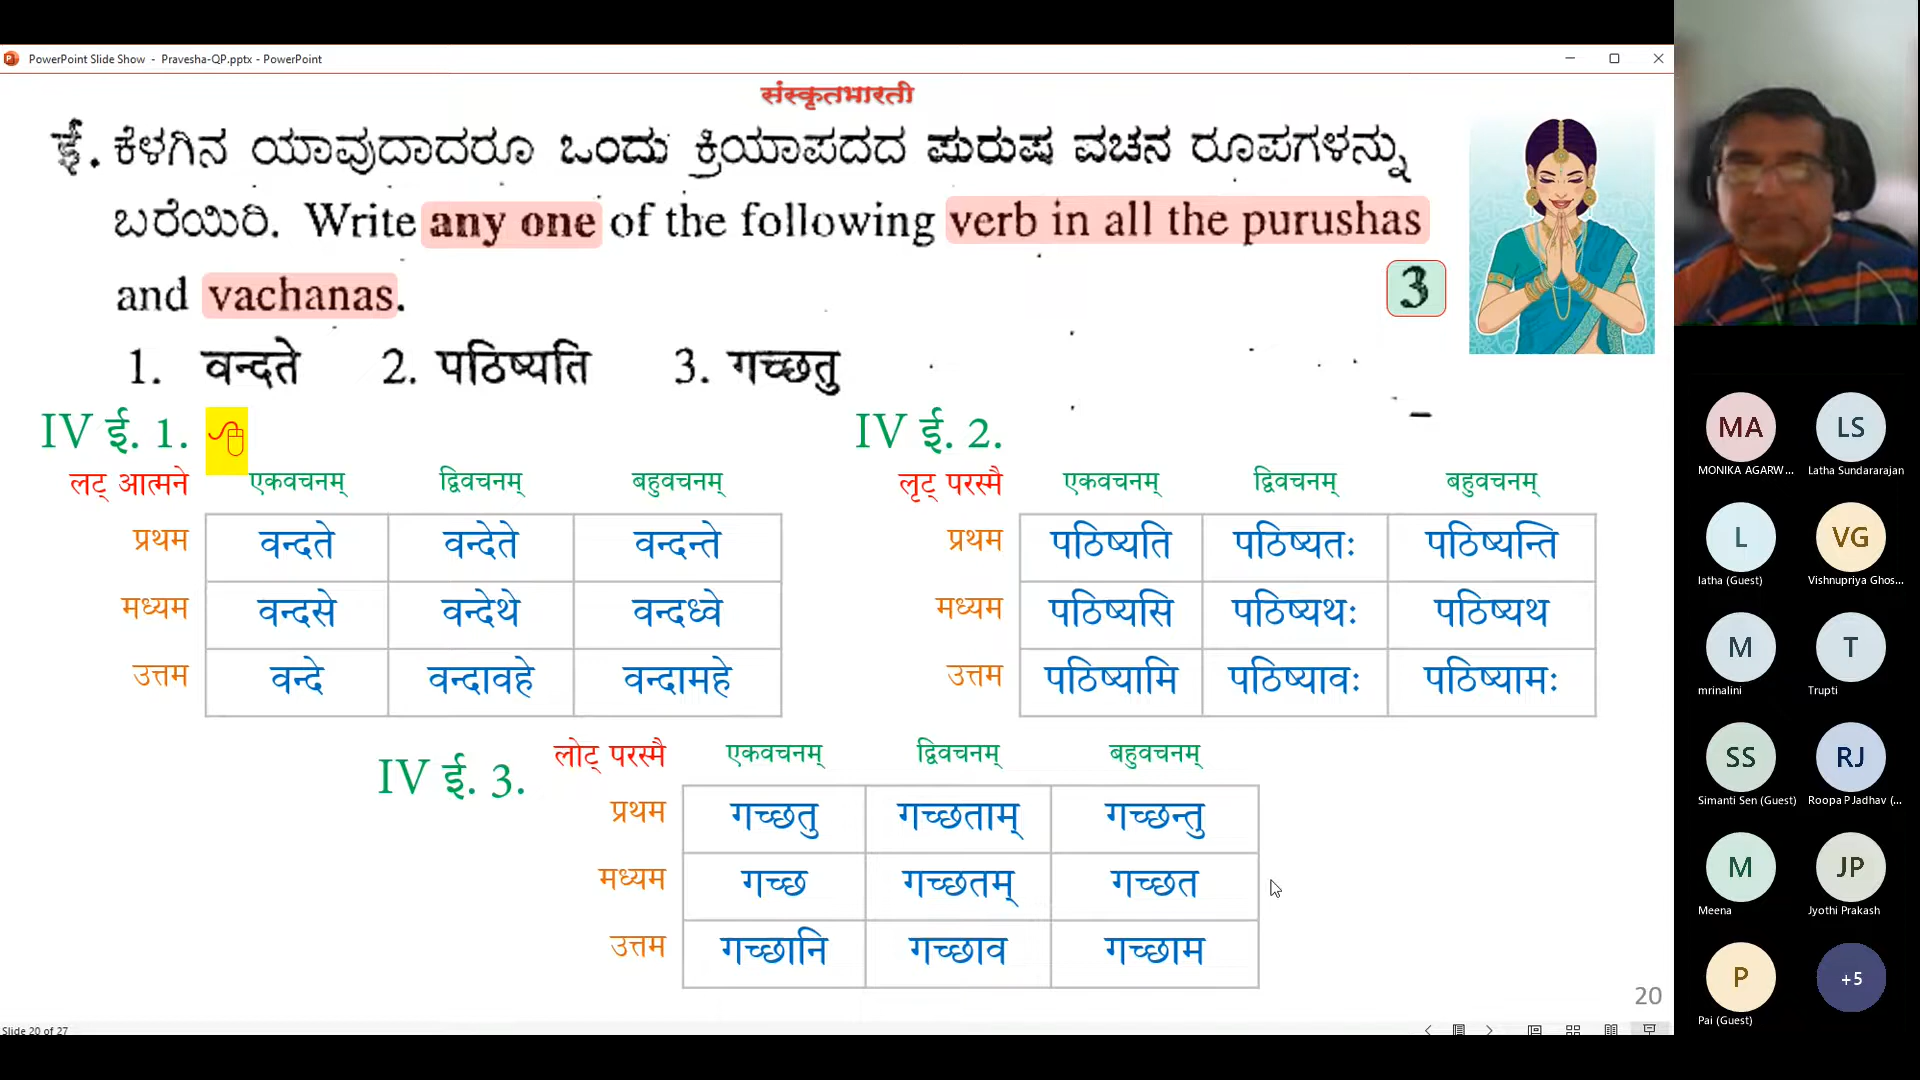 PowerPoint Slide Show - Pravesha-QP.pptx - PowerPoint
संस्कृतभारती
ಈ. ಕೆಳಗಿನ ಯಾವುದಾದರೂ ಒಂದು ಕ್ರಿಯಾಪದದ ಪುರುಷ ವಚನ ರೂಪಗಳನ್ನು
ಬರೆಯಿರಿ. Write any one of the following verb in all the purushas
and vachanas. 3
1. वन्दते 2. पठिष्यति 3. गच्छतु
IV ई. 1.
लट् आत्मने एकवचनम् द्विवचनम् बहुवचनम्
प्रथम वन्दते वन्देते वन्दन्ते
मध्यम वन्दसे वन्देथे वन्दध्वे
उत्तम वन्दे वन्दावहे वन्दामहे
IV ई. 2.
लृट् परस्मै एकवचनम् द्विवचनम् बहुवचनम्
प्रथम पठिष्यति पठिष्यतः पठिष्यन्ति
मध्यम पठिष्यसि पठिष्यथः पठिष्यथ
उत्तम पठिष्यामि पठिष्यावः पठिष्यामः
IV ई. 3.
लोट् परस्मै एकवचनम् द्विवचनम् बहुवचनम्
प्रथम गच्छतु गच्छताम् गच्छन्तु
मध्यम गच्छ गच्छतम् गच्छत
उत्तम गच्छानि गच्छाव गच्छाम
20
Slide 20 of 27
MA LS
MONIKA AGARW... Latha Sundararajan
L VG
latha (Guest) Vishnupriya Ghos...
M T
mrinalini Trupti
SS RJ
Simanti Sen (Guest) Roopa P Jadhav (...
M JP
Meena Jyothi Prakash
P +5
Pai (Guest)